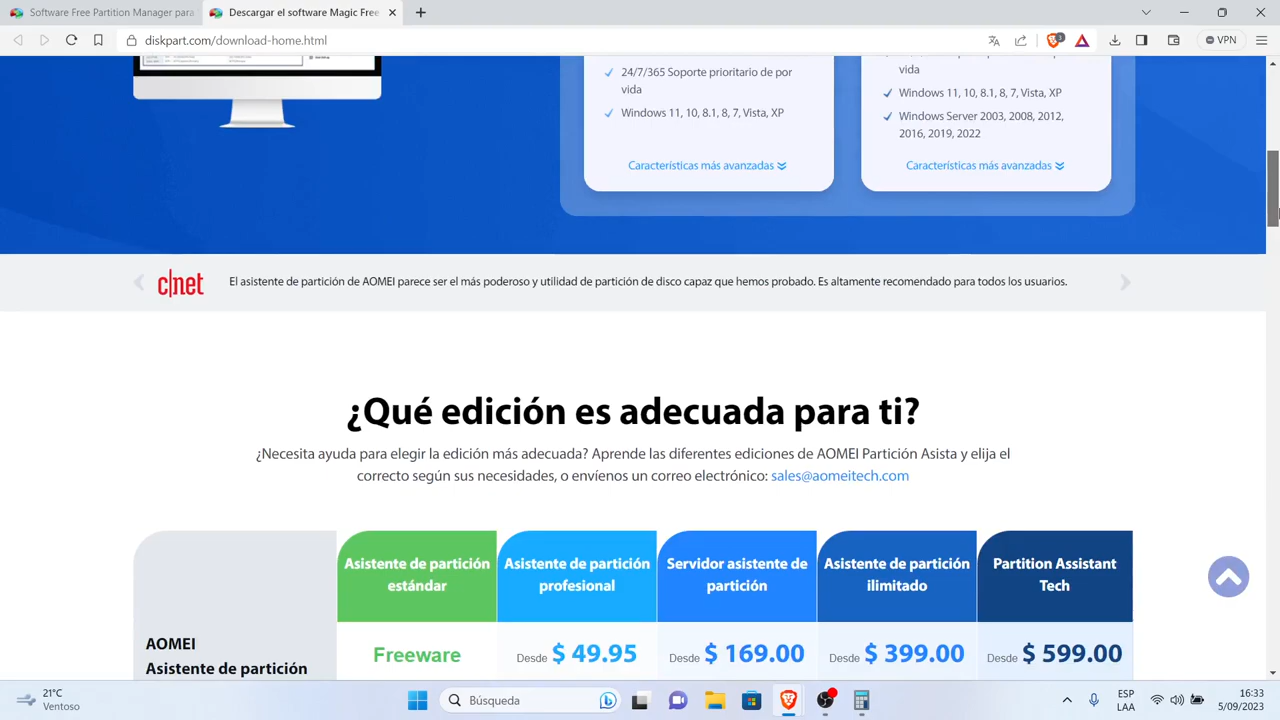 Software Free Partition Manager para
Descargar el software Magic Free
diskpart.com/download-home.html
3
VPN
24/7/365 Soporte prioritario de por
vida
Windows 11, 10, 8.1, 8, 7, Vista, XP
Características más avanzadas
vida
Windows 11, 10, 8.1, 8, 7, Vista, XP
Windows Server 2003, 2008, 2012,
2016, 2019, 2022
Características más avanzadas
c|net
El asistente de partición de AOMEI parece ser el más poderoso y utilidad de partición de disco capaz que hemos probado. Es altamente recomendado para todos los usuarios.
¿Qué edición es adecuada para ti?
¿Necesita ayuda para elegir la edición más adecuada? Aprende las diferentes ediciones de AOMEI Partición Asista y elija el
correcto según sus necesidades, o envíenos un correo electrónico: sales@aomeitech.com
AOMEI
Asistente de partición
Asistente de partición
estándar
Freeware
Asistente de partición
profesional
Desde $ 49.95
Servidor asistente de
partición
Desde $ 169.00
Asistente de partición
ilimitado
Desde $ 399.00
Partition Assistant
Tech
Desde $ 599.00
21°C
Ventoso
Búsqueda
ESP
LAA
16:33
5/09/2023